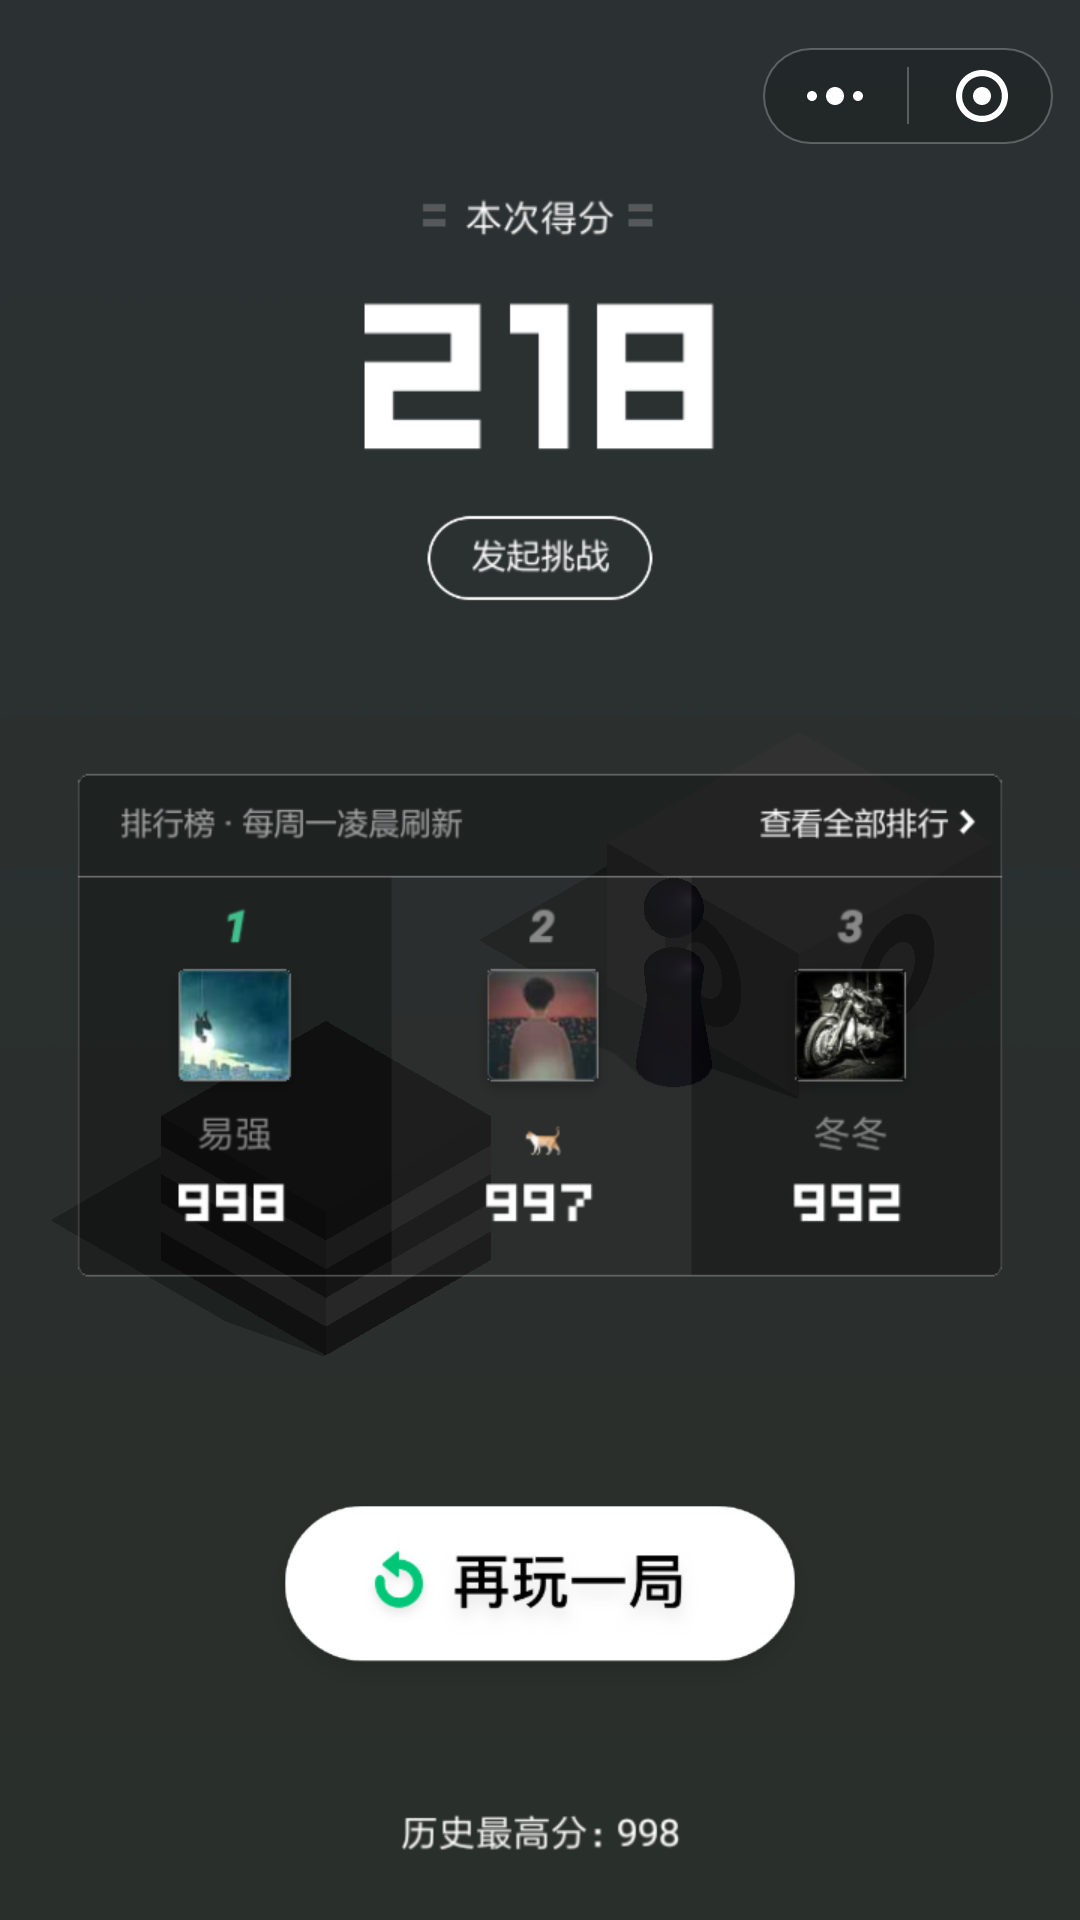 本次得分
218
发起挑战
排行榜 · 每周一凌晨刷新 查看全部排行
1 2 3
易强 冬冬
998 997 992
再玩一局
历史最高分: 998